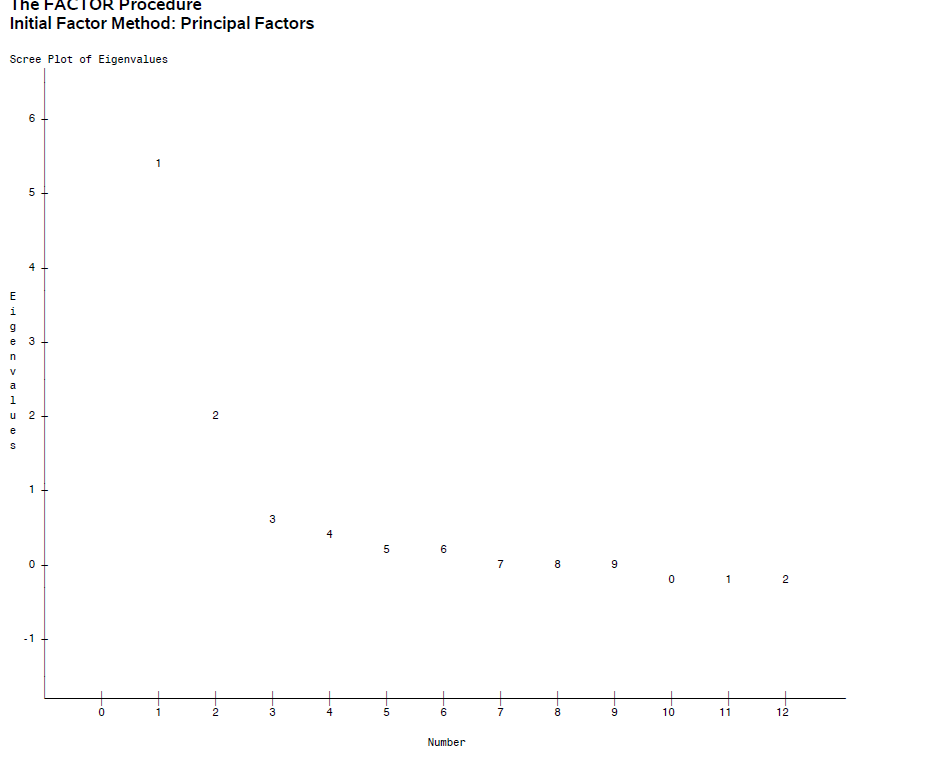 The FACTOR Procedure
Initial Factor Method: Principal Factors
Scree Plot of Eigenvalues
6
1
5
4
Eigenvalues
3
2 2
1
3
4
5 6
0 7 8 9
0 1 2
-1
0 1 2 3 4 5 6 7 8 9 10 11 12
Number